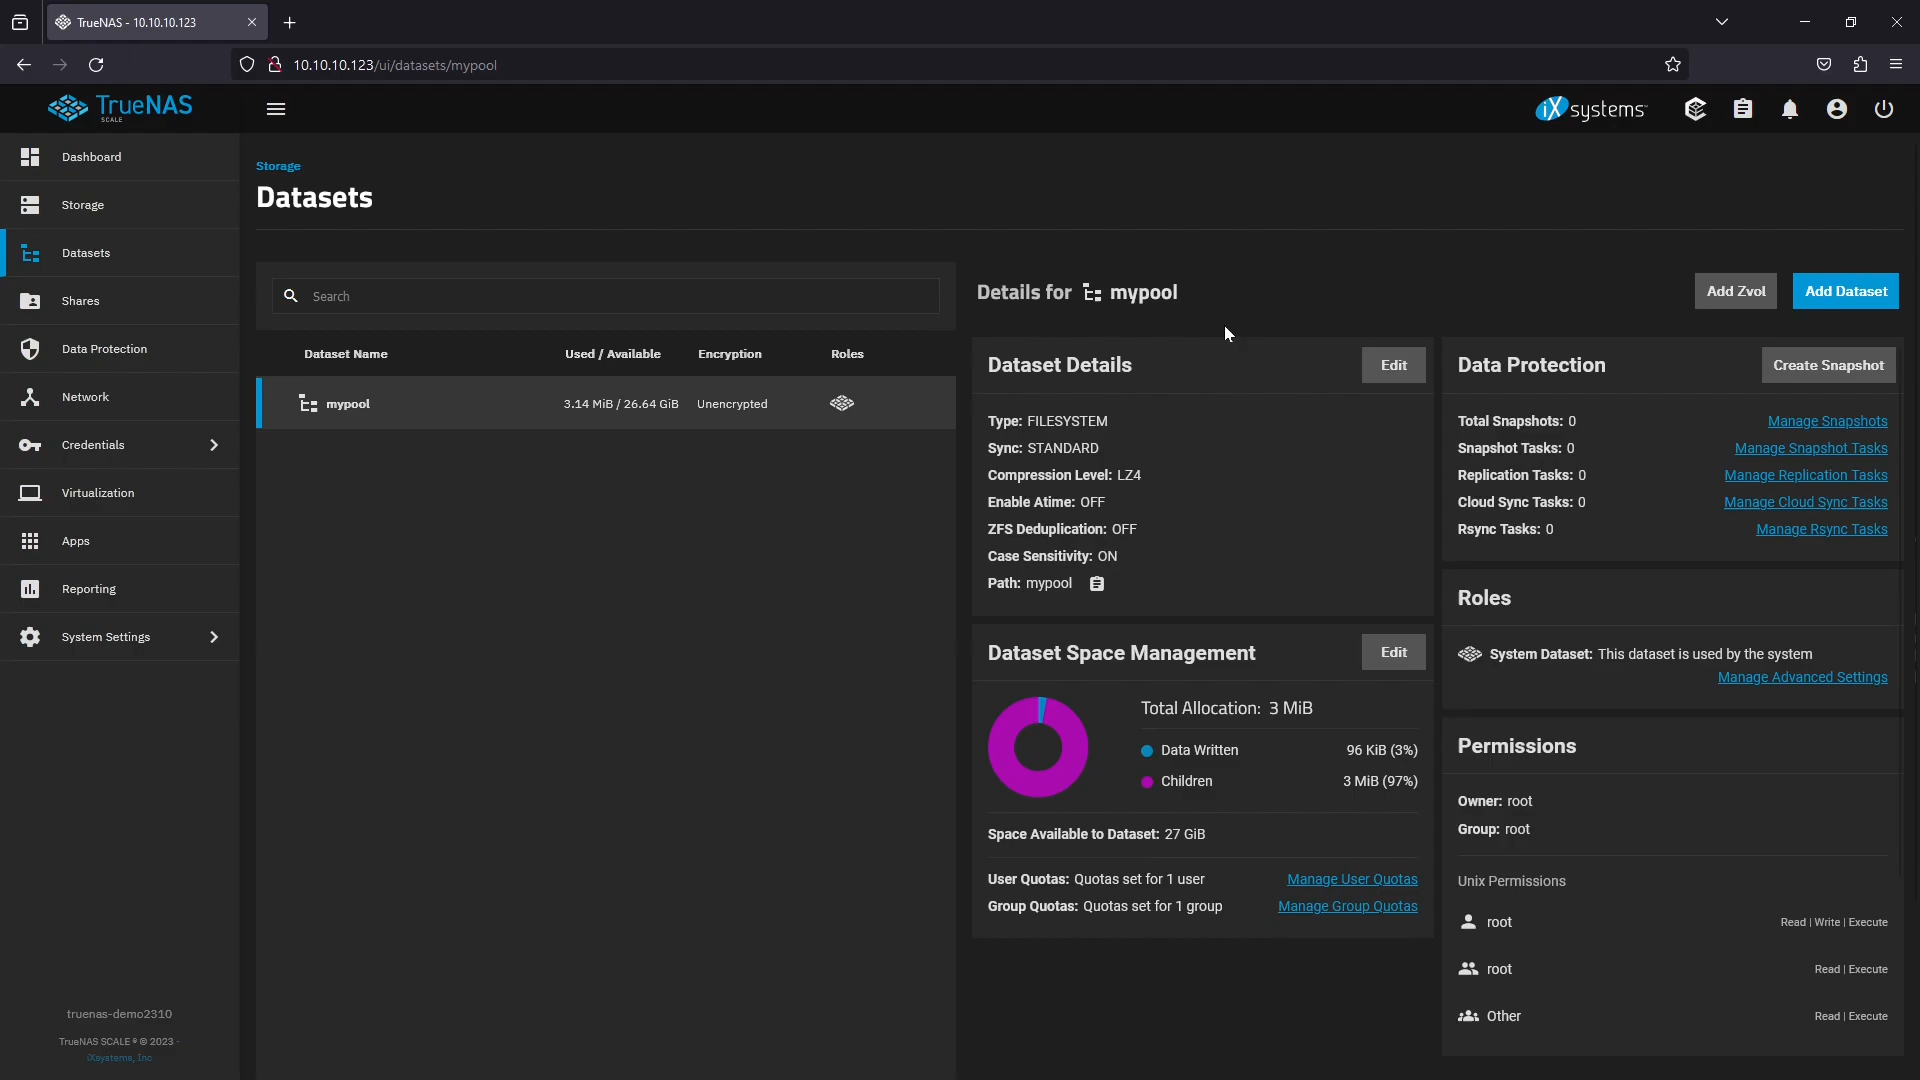 TrueNAS - 10.10.10.123
10.10.10.123/ui/datasets/mypool
TrueNAS
SCALE
iXsystems™
Dashboard
Storage
Datasets
Shares
Data Protection
Network
Credentials
Virtualization
Apps
Reporting
System Settings
truenas-demo2310
TrueNAS SCALE ® © 2023 -
iXsystems, Inc
Storage
Datasets
Search
Dataset Name Used / Available Encryption Roles
mypool 3.14 MiB / 26.64 GiB Unencrypted
Details for mypool
Add Zvol
Add Dataset
Dataset Details
Edit
Type: FILESYSTEM
Sync: STANDARD
Compression Level: LZ4
Enable Atime: OFF
ZFS Deduplication: OFF
Case Sensitivity: ON
Path: mypool
Dataset Space Management
Edit
Total Allocation: 3 MiB
Data Written 96 KiB (3%)
Children 3 MiB (97%)
Space Available to Dataset: 27 GiB
User Quotas: Quotas set for 1 user Manage User Quotas
Group Quotas: Quotas set for 1 group Manage Group Quotas
Data Protection
Create Snapshot
Total Snapshots: 0 Manage Snapshots
Snapshot Tasks: 0 Manage Snapshot Tasks
Replication Tasks: 0 Manage Replication Tasks
Cloud Sync Tasks: 0 Manage Cloud Sync Tasks
Rsync Tasks: 0 Manage Rsync Tasks
Roles
System Dataset: This dataset is used by the system
Manage Advanced Settings
Permissions
Owner: root
Group: root
Unix Permissions
root Read | Write | Execute
root Read | Execute
Other Read | Execute